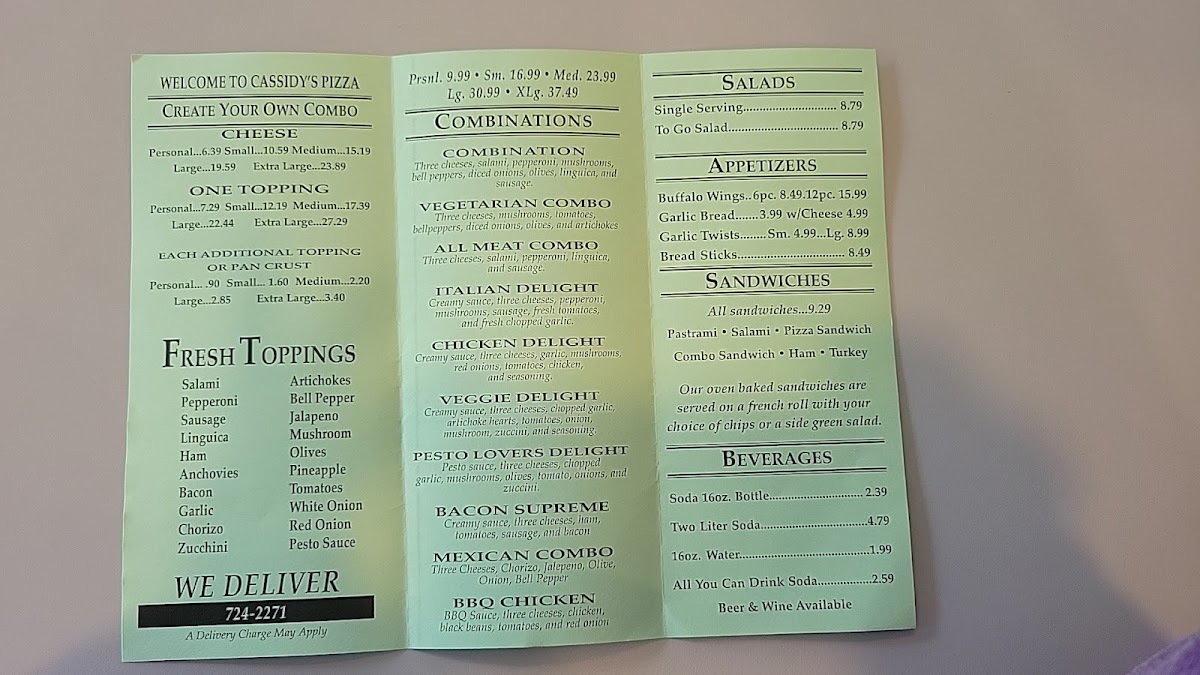 WELCOME TO CASSIDY'S PIZZA
CREATE YOUR OWN COMBO
CHEESE
Personal...6.39 Small...10.59 Medium...15.19
Large...19.59 Extra Large...23.89
ONE TOPPING
Personal...7.29 Small...12.19 Medium...17.39
Large...22.44 Extra Large...27.29
EACH ADDITIONAL TOPPING
OR PAN CRUST
Personal... .90 Small... 1.60 Medium...2.20
Large...2.85 Extra Large...3.40
FRESH TOPPINGS
Salami
Pepperoni
Sausage
Linguica
Ham
Anchovies
Bacon
Garlic
Chorizo
Zucchini
Artichokes
Bell Pepper
Jalapeno
Mushroom
Olives
Pineapple
Tomatoes
White Onion
Red Onion
Pesto Sauce
WE DELIVER
724-2271
A Delivery Charge May Apply
Prsnl. 9.99 • Sm. 16.99 • Med. 23.99
Lg. 30.99 • XLg. 37.49
COMBINATIONS
COMBINATION
Three cheeses, salami, pepperoni, mushrooms,
bell peppers, diced onions, olives, linguica, and
sausage.
VEGETARIAN COMBO
Three cheeses, mushrooms, tomatoes,
bellpeppers, diced onions, olives, and artichokes
ALL MEAT COMBO
Three cheeses, salami, pepperoni, linguica,
and sausage.
ITALIAN DELIGHT
Creamy sauce, three cheeses, pepperoni,
mushrooms, sausage, fresh tomatoes,
and fresh chopped garlic.
CHICKEN DELIGHT
Creamy sauce, three cheeses, garlic, mushrooms,
red onions, tomatoes, chicken,
and seasoning.
VEGGIE DELIGHT
Creamy sauce, three cheeses, chopped garlic,
artichoke hearts, tomatoes, onion,
mushroom, zuccini, and seasoning.
PESTO LOVERS DELIGHT
Pesto sauce, three cheeses, chopped
garlic, mushrooms, olives, tomato, onions, and
zuccini.
BACON SUPREME
Creamy sauce, three cheeses, ham,
tomatoes, sausage, and bacon
MEXICAN COMBO
Three Cheeses, Chorizo, Jalepeno, Olive,
Onion, Bell Pepper
BBQ CHICKEN
BBQ Sauce, three cheeses, chicken,
black beans, tomatoes, and red onion
SALADS
Single Serving.............................. 8.79
To Go Salad................................... 8.79
APPETIZERS
Buffalo Wings..6pc. 8.49.12pc. 15.99
Garlic Bread.......3.99 w/Cheese 4.99
Garlic Twists........Sm. 4.99...Lg. 8.99
Bread Sticks.................................. 8.49
SANDWICHES
All sandwiches...9.29
Pastrami • Salami • Pizza Sandwich
Combo Sandwich • Ham • Turkey
Our oven baked sandwiches are
served on a french roll with your
choice of chips or a side green salad.
BEVERAGES
Soda 16oz. Bottle.............................. 2.39
Two Liter Soda..................................4.79
16oz. Water.........................................1.99
All You Can Drink Soda.................2.59
Beer & Wine Available